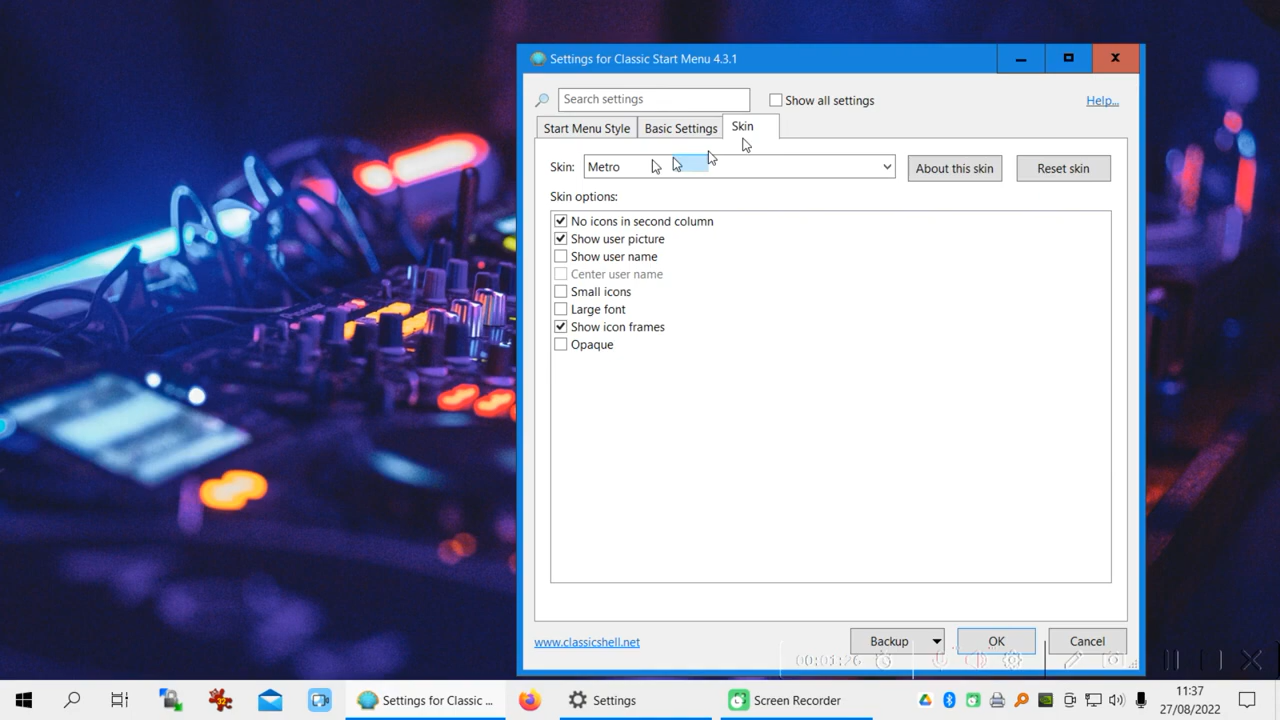 Settings for Classic Start Menu 4.3.1
Search settings
Show all settings
Help...
Start Menu Style
Basic Settings
Skin
Skin:
Metro
About this skin
Reset skin
Skin options:
No icons in second column
Show user picture
Show user name
Center user name
Small icons
Large font
Show icon frames
Opaque
www.classicshell.net
Backup
OK
Cancel
00:01:26
Settings for Classic ...
Settings
Screen Recorder
11:37
27/08/2022